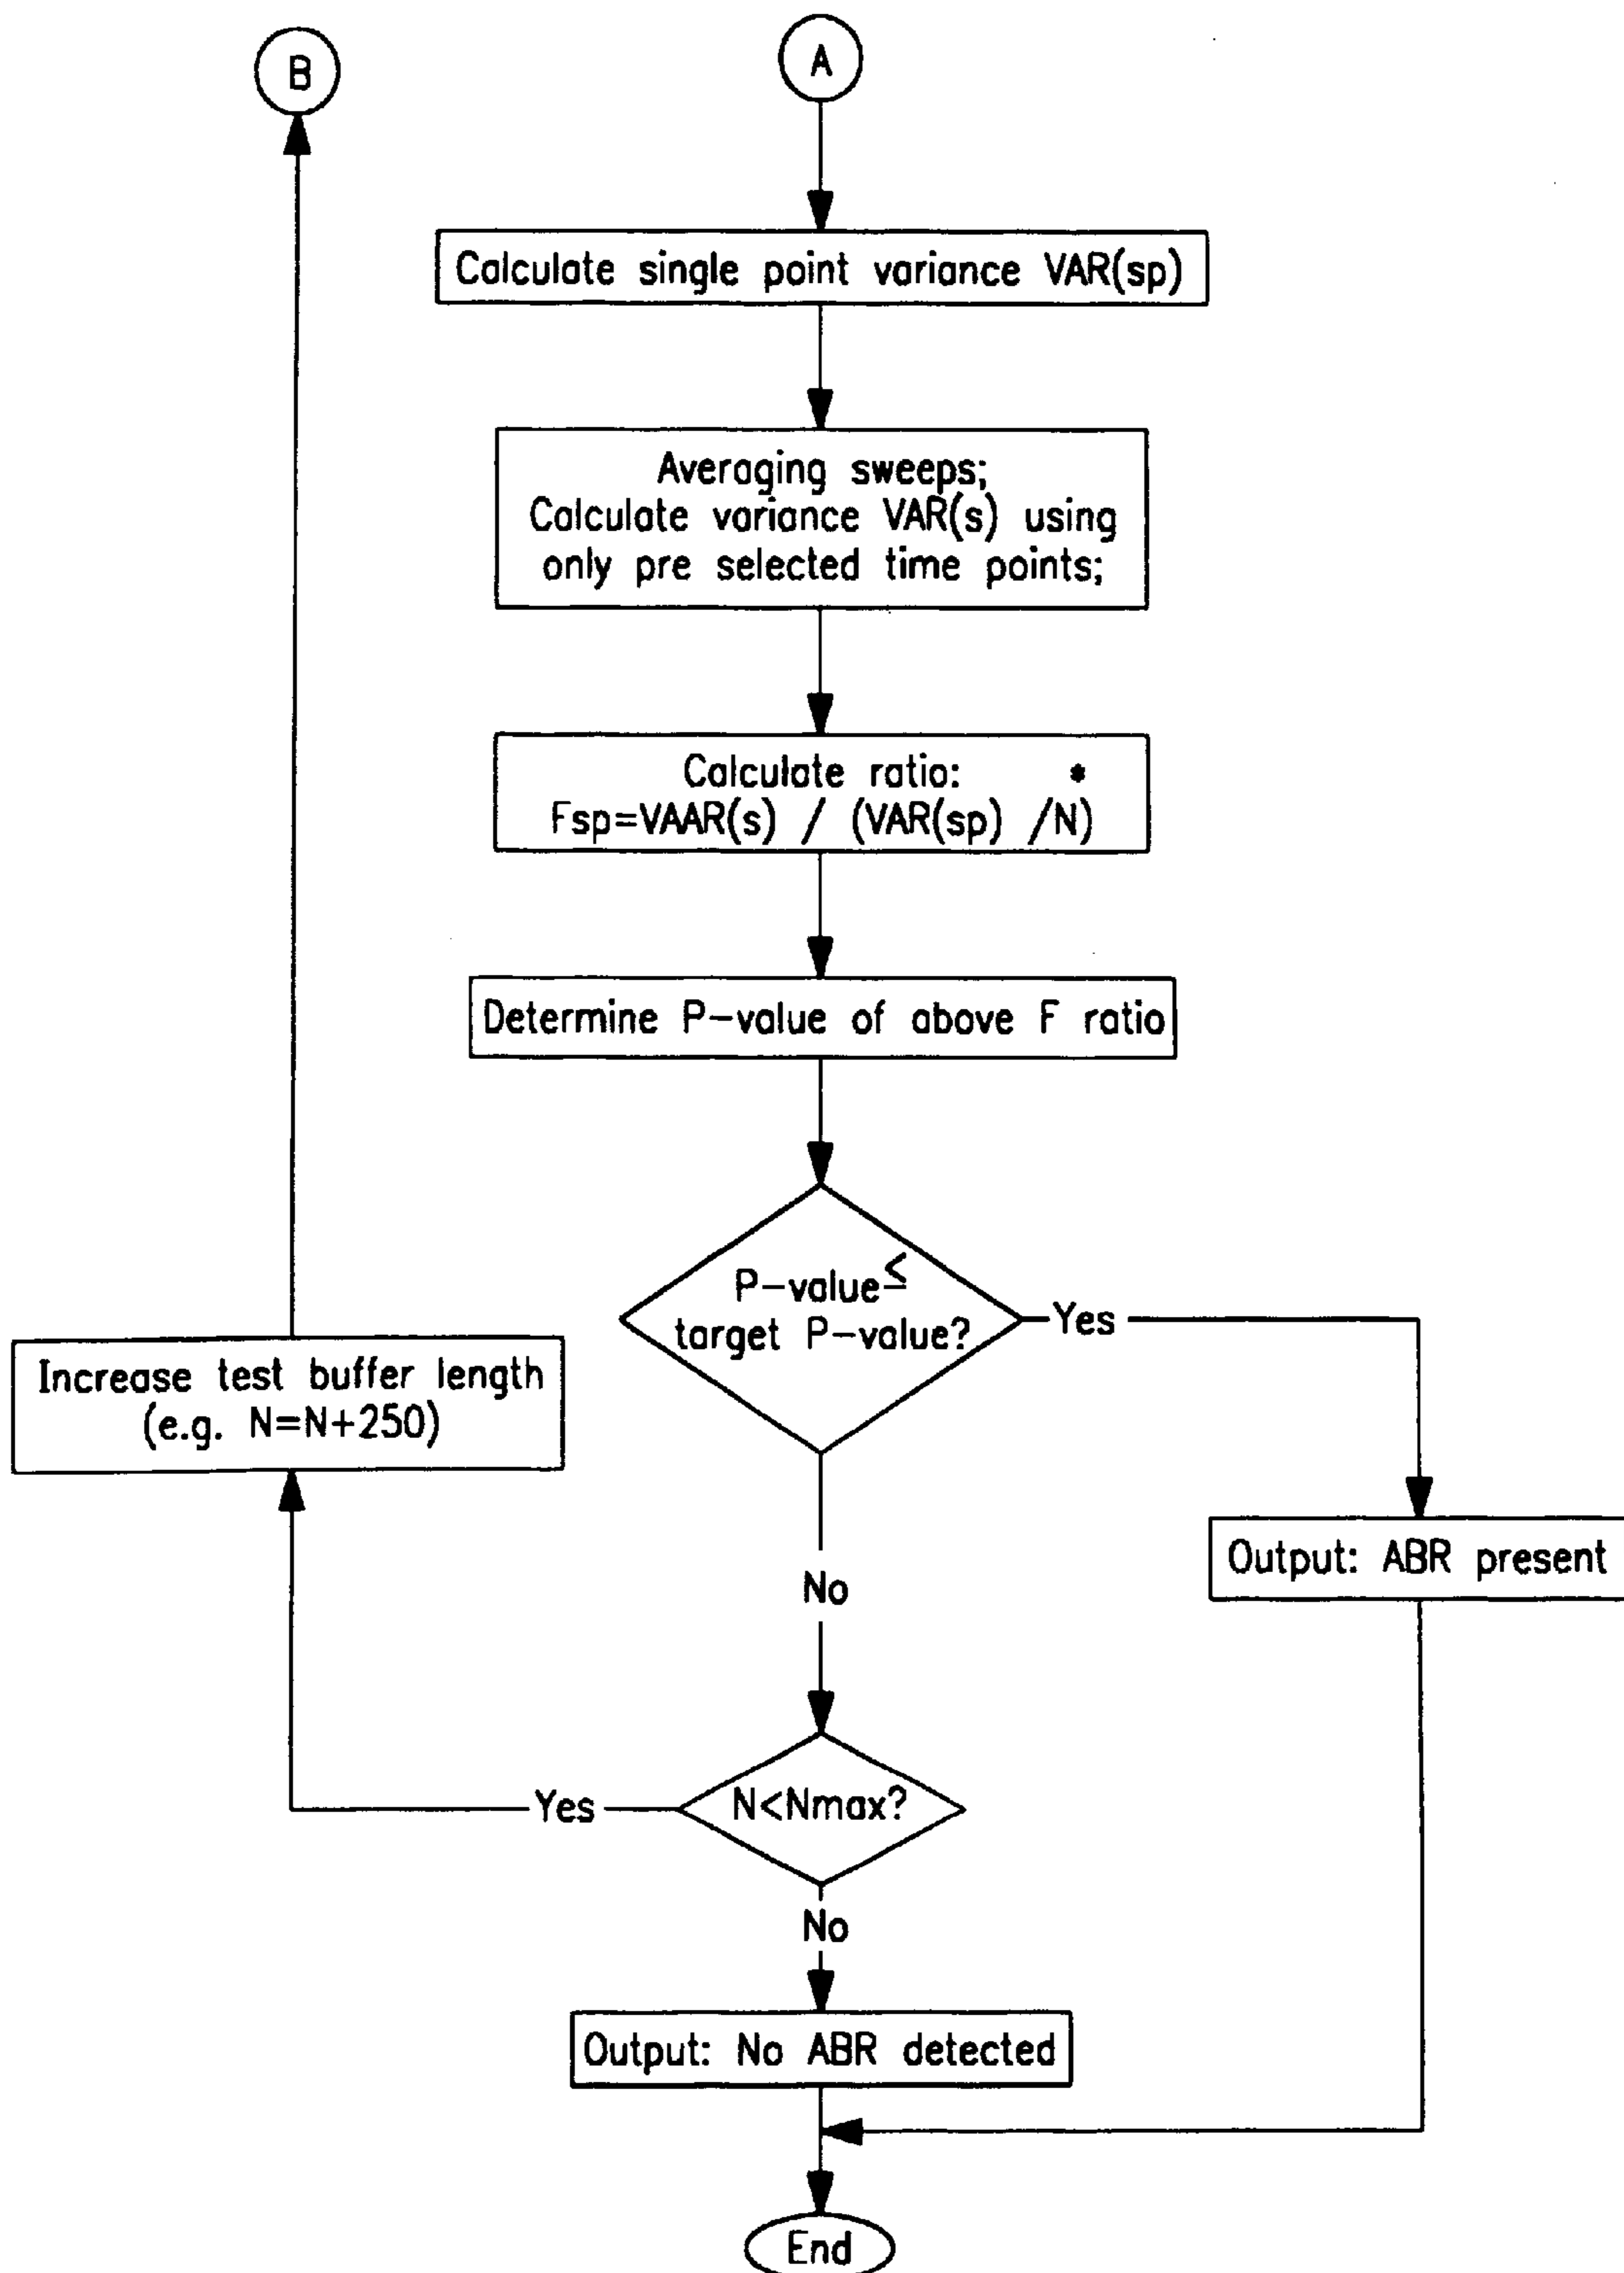 B
A
Calculate single point variance VAR(sp)
Averaging sweeps;
Calculate variance VAR(s) using
only pre selected time points;
Calculate ratio: *
Fsp=VAAR(s) / (VAR(sp) /N)
Determine P-value of above F ratio
P-value≤
target P-value?
Yes
Increase test buffer length
(e.g. N=N+250)
Output: ABR present
No
N<Nmax?
Yes
No
Output: No ABR detected
End